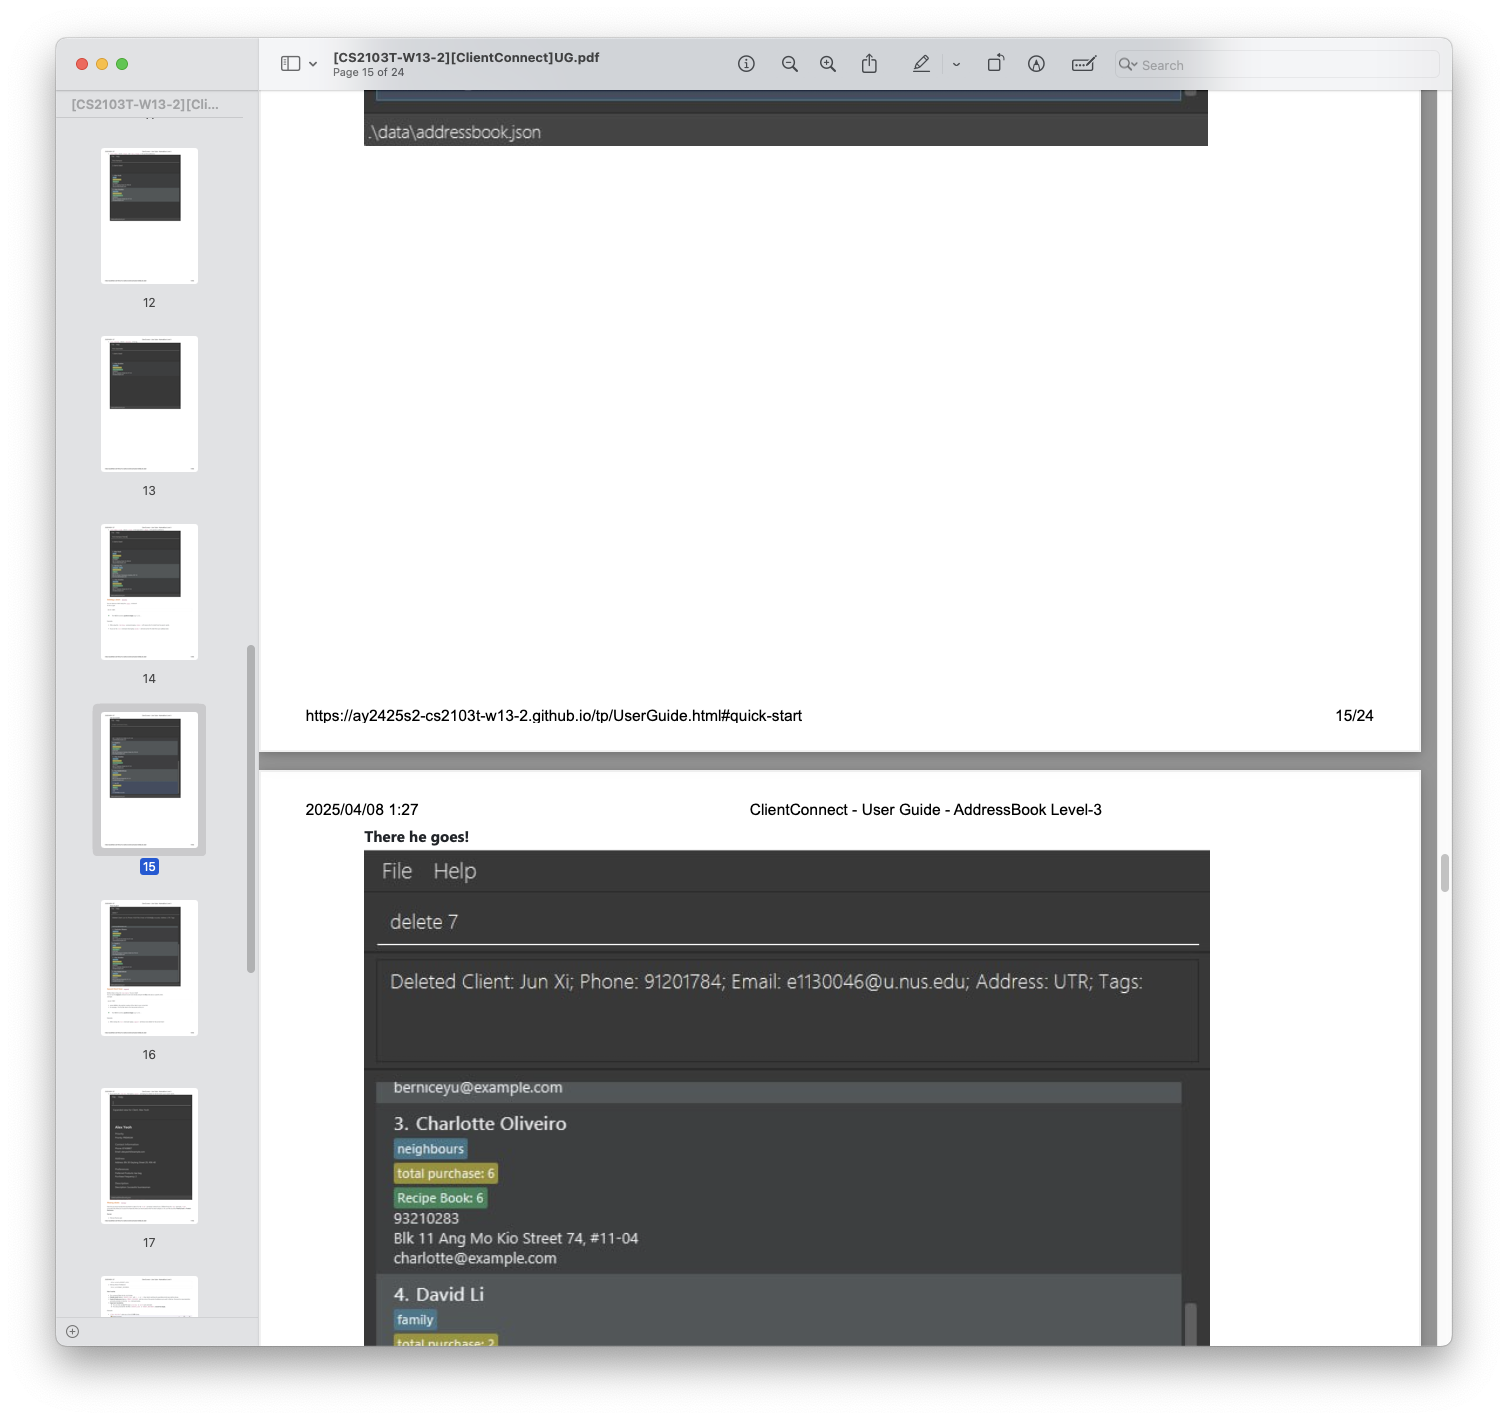 [CS2103T-W13-2][ClientConnect]UG.pdf
Page 15 of 24
Search
[CS2103T-W13-2][Cli...
12
13
14
15
16
17
.\data\addressbook.json
https://ay2425s2-cs2103t-w13-2.github.io/tp/UserGuide.html#quick-start
15/24
2025/04/08 1:27
ClientConnect - User Guide - AddressBook Level-3
There he goes!
File Help
delete 7
Deleted Client: Jun Xi; Phone: 91201784; Email: e1130046@u.nus.edu; Address: UTR; Tags:
berniceyu@example.com
3. Charlotte Oliveiro
neighbours
total purchase: 6
Recipe Book: 6
93210283
Blk 11 Ang Mo Kio Street 74, #11-04
charlotte@example.com
4. David Li
family
total purchase: 2